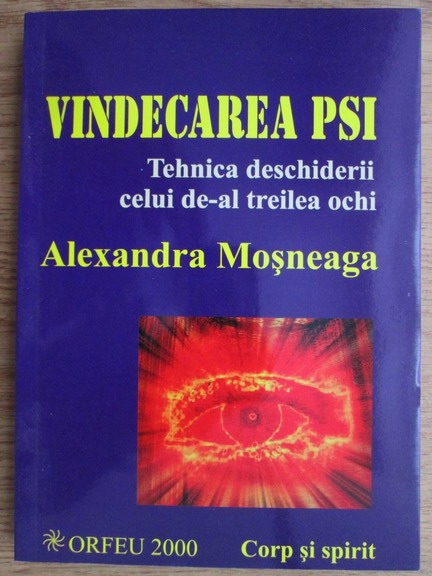 VINDECAREA PSI
Tehnica deschiderii
celui de-al treilea ochi
Alexandra Moşneaga
ORFEU 2000 Corp şi spirit